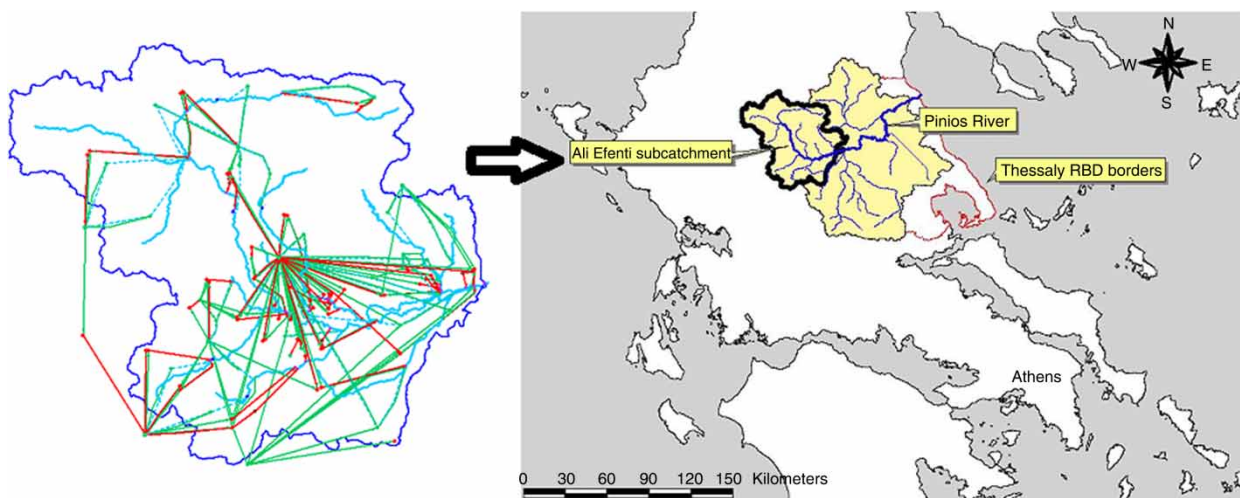 N
W E
S
Pinios River
Ali Efenti subcatchment
Thessaly RBD borders
Athens
0 30 60 90 120 150 Kilometers